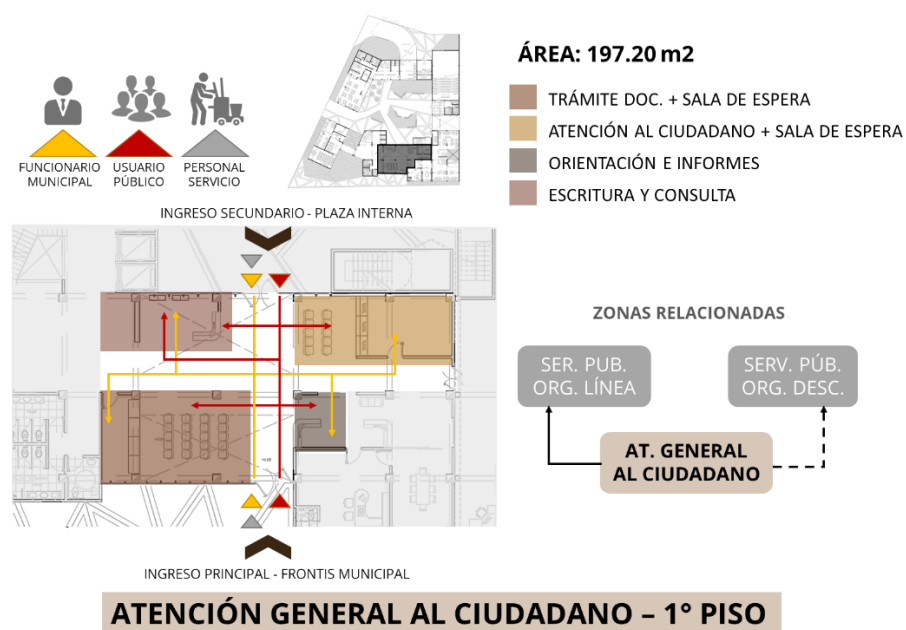 ÁREA: 197.20 m2
TRÁMITE DOC. + SALA DE ESPERA
ATENCIÓN AL CIUDADANO + SALA DE ESPERA
ORIENTACIÓN E INFORMES
ESCRITURA Y CONSULTA
FUNCIONARIO
MUNICIPAL
USUARIO
PÚBLICO
PERSONAL
SERVICIO
INGRESO SECUNDARIO - PLAZA INTERNA
ZONAS RELACIONADAS
SER. PUB.
ORG. LÍNEA
SERV. PÚB.
ORG. DESC.
AT. GENERAL
AL CIUDADANO
INGRESO PRINCIPAL - FRONTIS MUNICIPAL
ATENCIÓN GENERAL AL CIUDADANO – 1° PISO